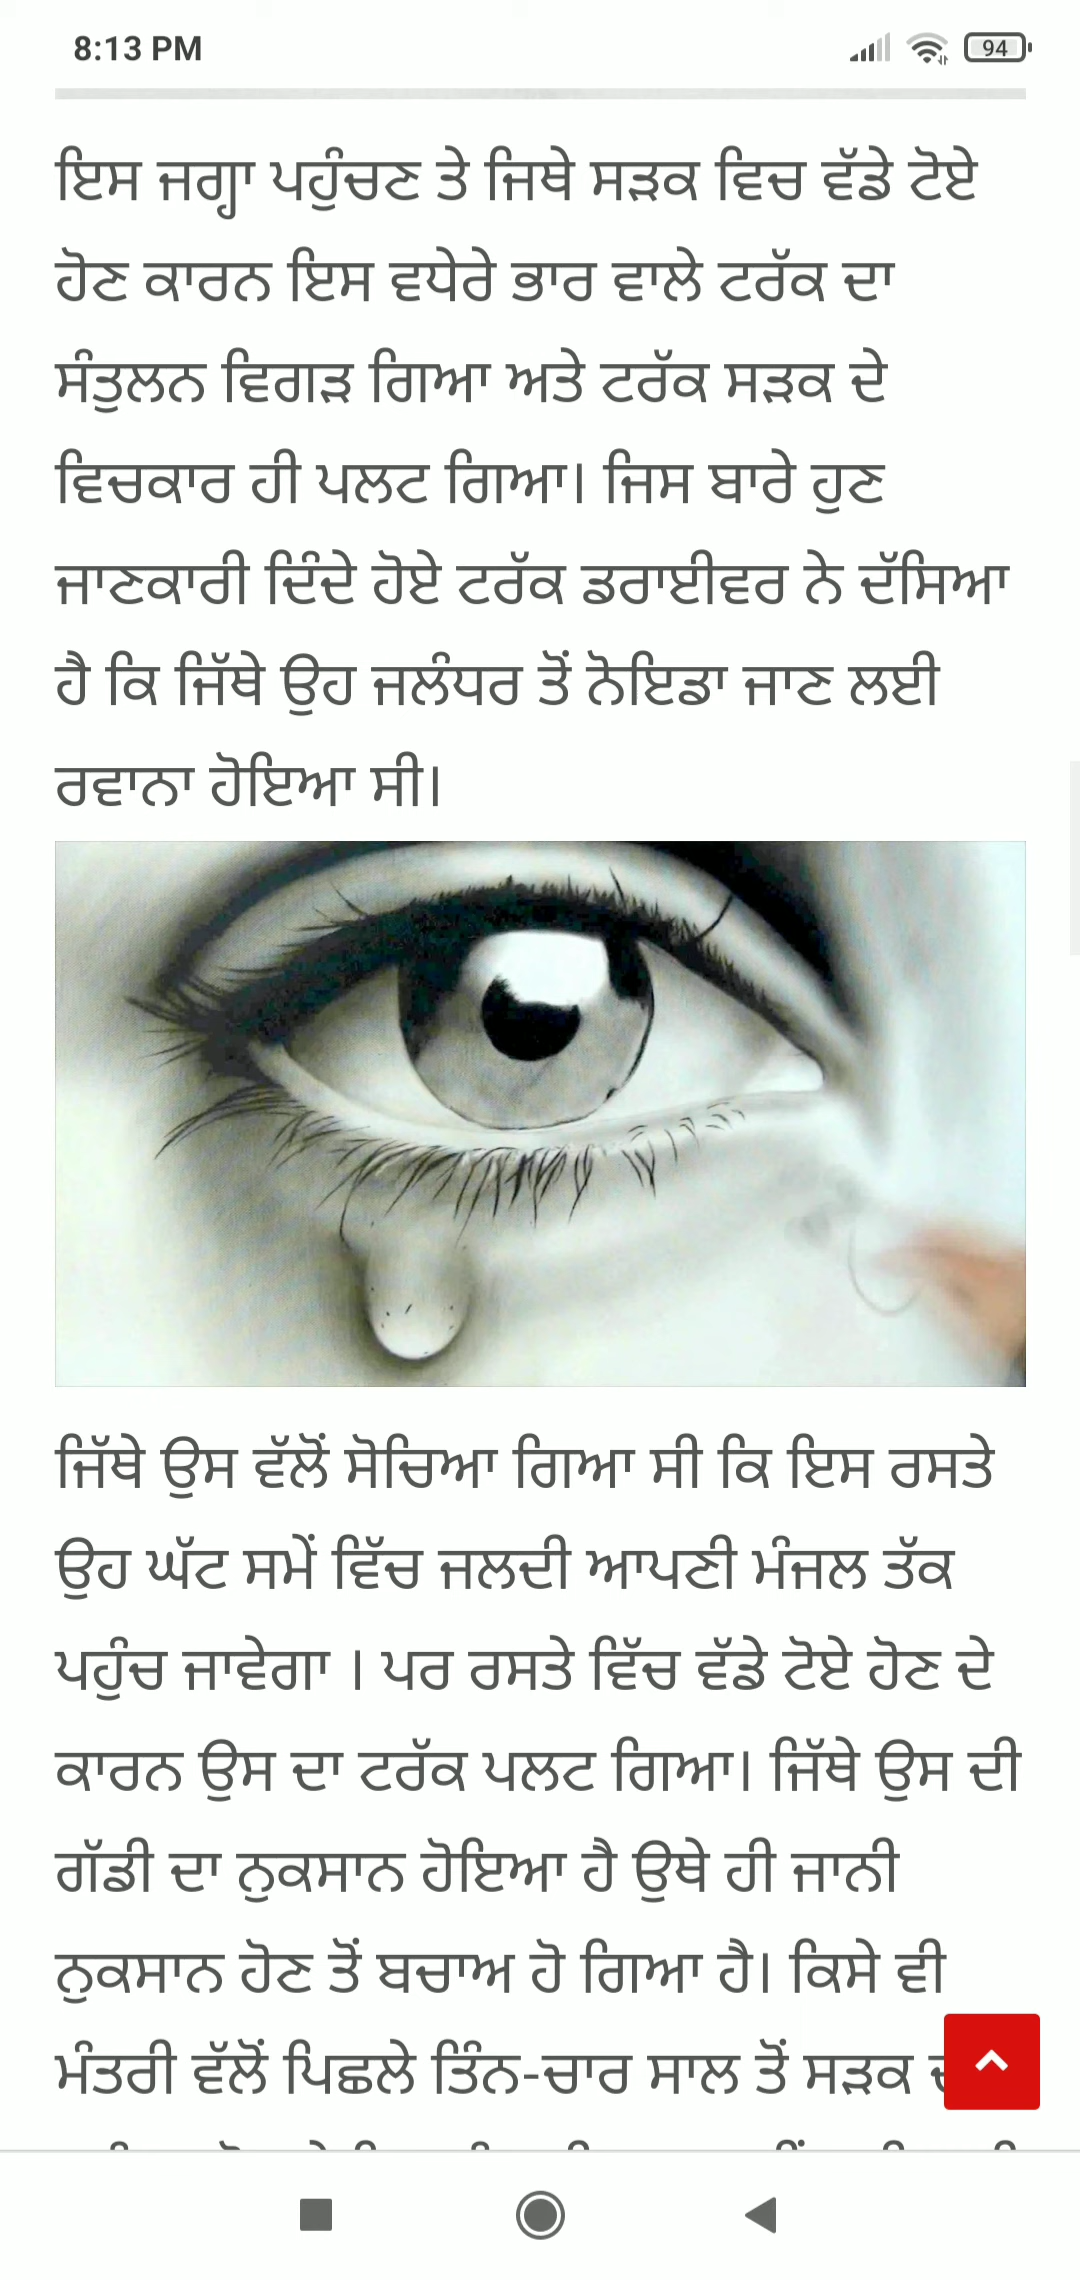 8:13 PM
94
ਇਸ ਜਗ੍ਹਾ ਪਹੁੰਚਣ ਤੇ ਜਿਥੇ ਸੜਕ ਵਿਚ ਵੱਡੇ ਟੋਏ
ਹੋਣ ਕਾਰਨ ਇਸ ਵਧੇਰੇ ਭਾਰ ਵਾਲੇ ਟਰੱਕ ਦਾ
ਸੰਤੁਲਨ ਵਿਗੜ ਗਿਆ ਅਤੇ ਟਰੱਕ ਸੜਕ ਦੇ
ਵਿਚਕਾਰ ਹੀ ਪਲਟ ਗਿਆ। ਜਿਸ ਬਾਰੇ ਹੁਣ
ਜਾਣਕਾਰੀ ਦਿੰਦੇ ਹੋਏ ਟਰੱਕ ਡਰਾਈਵਰ ਨੇ ਦੱਸਿਆ
ਹੈ ਕਿ ਜਿੱਥੇ ਉਹ ਜਲੰਧਰ ਤੋਂ ਨੋਇਡਾ ਜਾਣ ਲਈ
ਰਵਾਨਾ ਹੋਇਆ ਸੀ।
ਜਿੱਥੇ ਉਸ ਵੱਲੋਂ ਸੋਚਿਆ ਗਿਆ ਸੀ ਕਿ ਇਸ ਰਸਤੇ
ਉਹ ਘੱਟ ਸਮੇਂ ਵਿੱਚ ਜਲਦੀ ਆਪਣੀ ਮੰਜਲ ਤੱਕ
ਪਹੁੰਚ ਜਾਵੇਗਾ । ਪਰ ਰਸਤੇ ਵਿੱਚ ਵੱਡੇ ਟੋਏ ਹੋਣ ਦੇ
ਕਾਰਨ ਉਸ ਦਾ ਟਰੱਕ ਪਲਟ ਗਿਆ। ਜਿੱਥੇ ਉਸ ਦੀ
ਗੱਡੀ ਦਾ ਨੁਕਸਾਨ ਹੋਇਆ ਹੈ ਉਥੇ ਹੀ ਜਾਨੀ
ਨੁਕਸਾਨ ਹੋਣ ਤੋਂ ਬਚਾਅ ਹੋ ਗਿਆ ਹੈ। ਕਿਸੇ ਵੀ
ਮੰਤਰੀ ਵੱਲੋਂ ਪਿਛਲੇ ਤਿੰਨ-ਚਾਰ ਸਾਲ ਤੋਂ ਸੜਕ